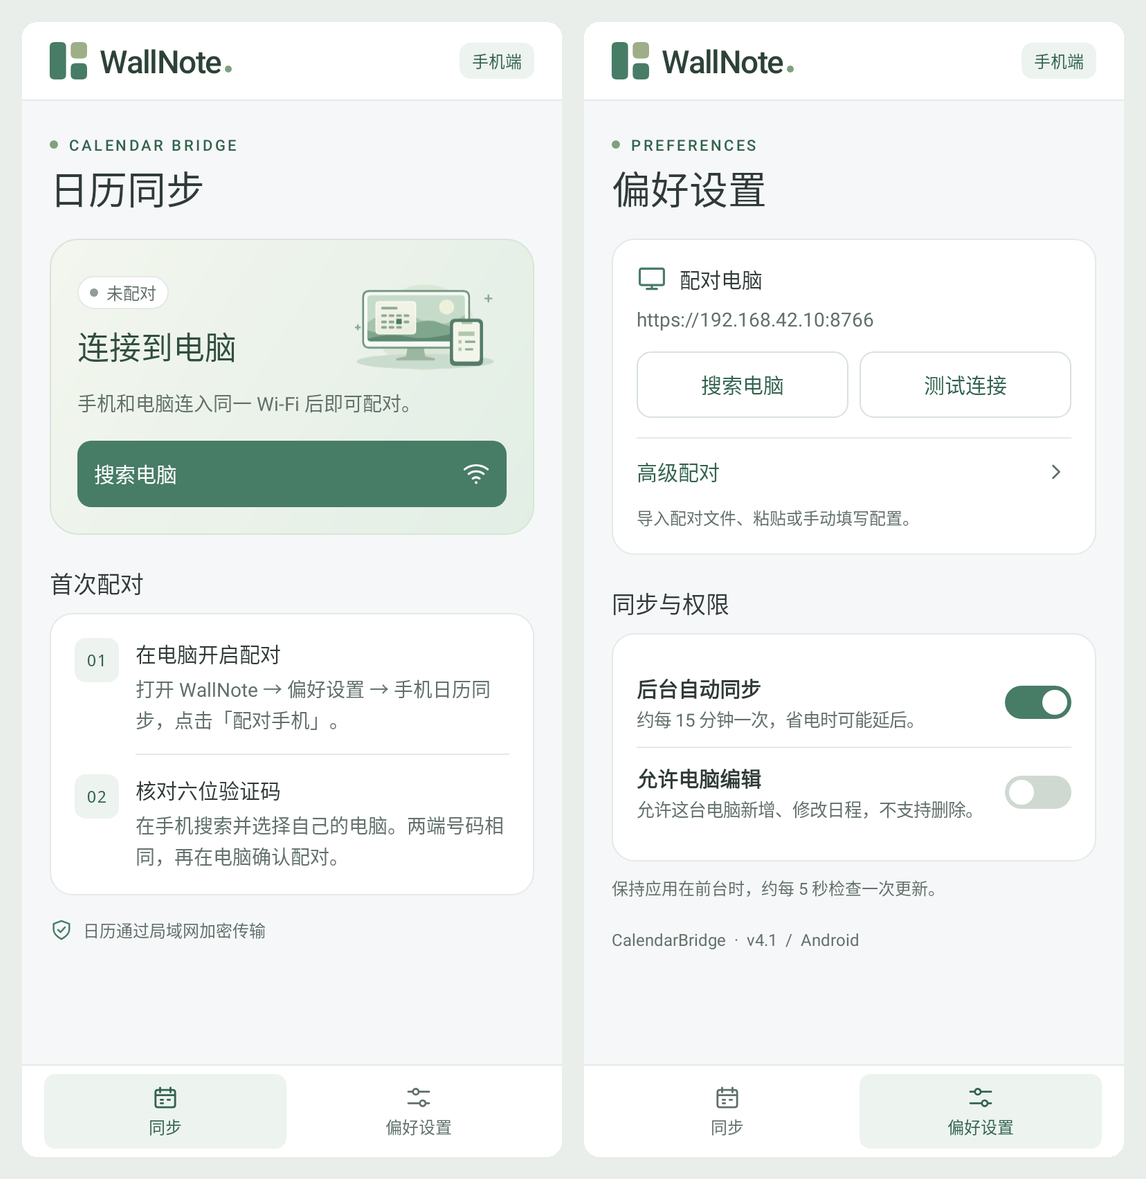 WallNote.
手机端
CALENDAR BRIDGE
日历同步
未配对
连接到电脑
手机和电脑连入同一 Wi-Fi 后即可配对。
搜索电脑
首次配对
01
在电脑开启配对
打开 WallNote → 偏好设置 → 手机日历同
步，点击「配对手机」。
02
核对六位验证码
在手机搜索并选择自己的电脑。两端号码相
同，再在电脑确认配对。
日历通过局域网加密传输
同步
偏好设置
WallNote.
手机端
PREFERENCES
偏好设置
配对电脑
https://192.168.42.10:8766
搜索电脑
测试连接
高级配对
导入配对文件、粘贴或手动填写配置。
同步与权限
后台自动同步
约每 15 分钟一次，省电时可能延后。
允许电脑编辑
允许这台电脑新增、修改日程，不支持删除。
保持应用在前台时，约每 5 秒检查一次更新。
CalendarBridge · v4.1 / Android
同步
偏好设置